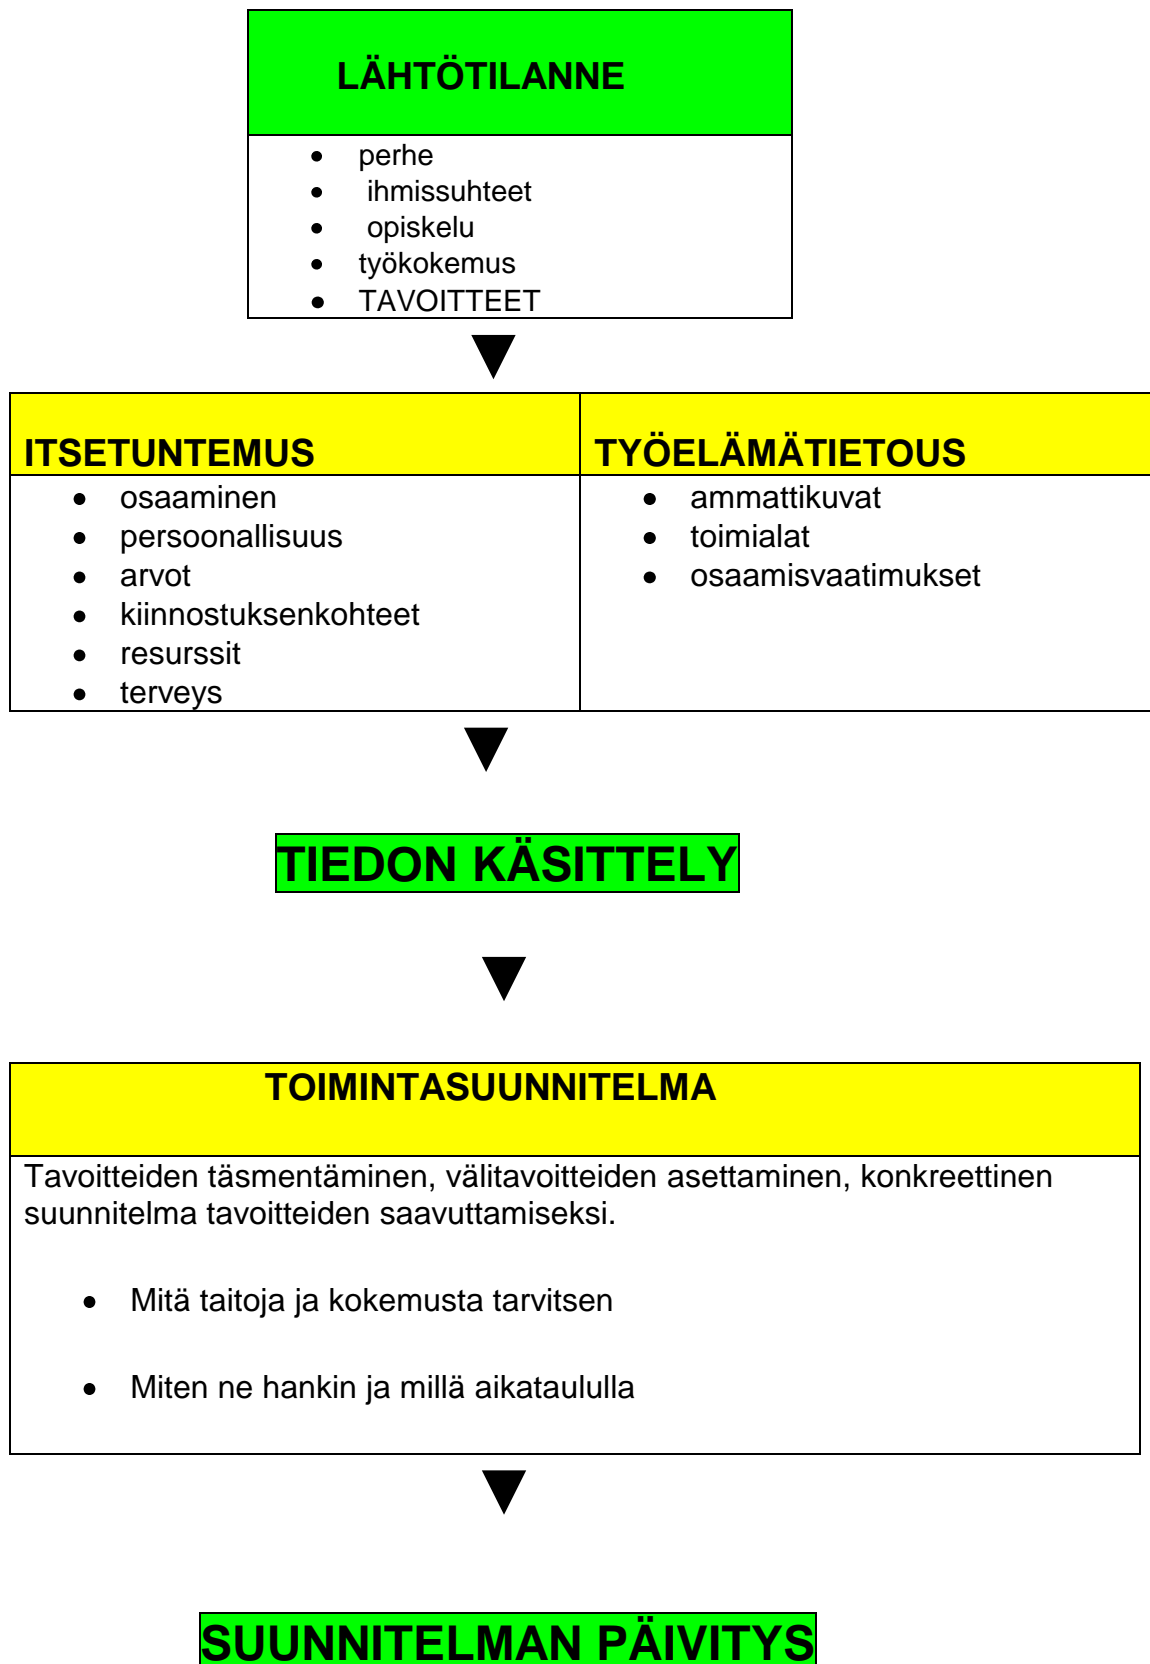 LÄHTÖTILANNE
• perhe
• ihmissuhteet
• opiskelu
• työkokemus
• TAVOITTEET
ITSETUNTEMUS
• osaaminen
• persoonallisuus
• arvot
• kiinnostuksenkohteet
• resurssit
• terveys
TYÖELÄMÄTIETOUS
• ammattikuvat
• toimialat
• osaamisvaatimukset
TIEDON KÄSITTELY
TOIMINTASUUNNITELMA
Tavoitteiden täsmentäminen, välitavoitteiden asettaminen, konkreettinen
suunnitelma tavoitteiden saavuttamiseksi.
• Mitä taitoja ja kokemusta tarvitsen
• Miten ne hankin ja millä aikataululla
SUUNNITELMAN PÄIVITYS